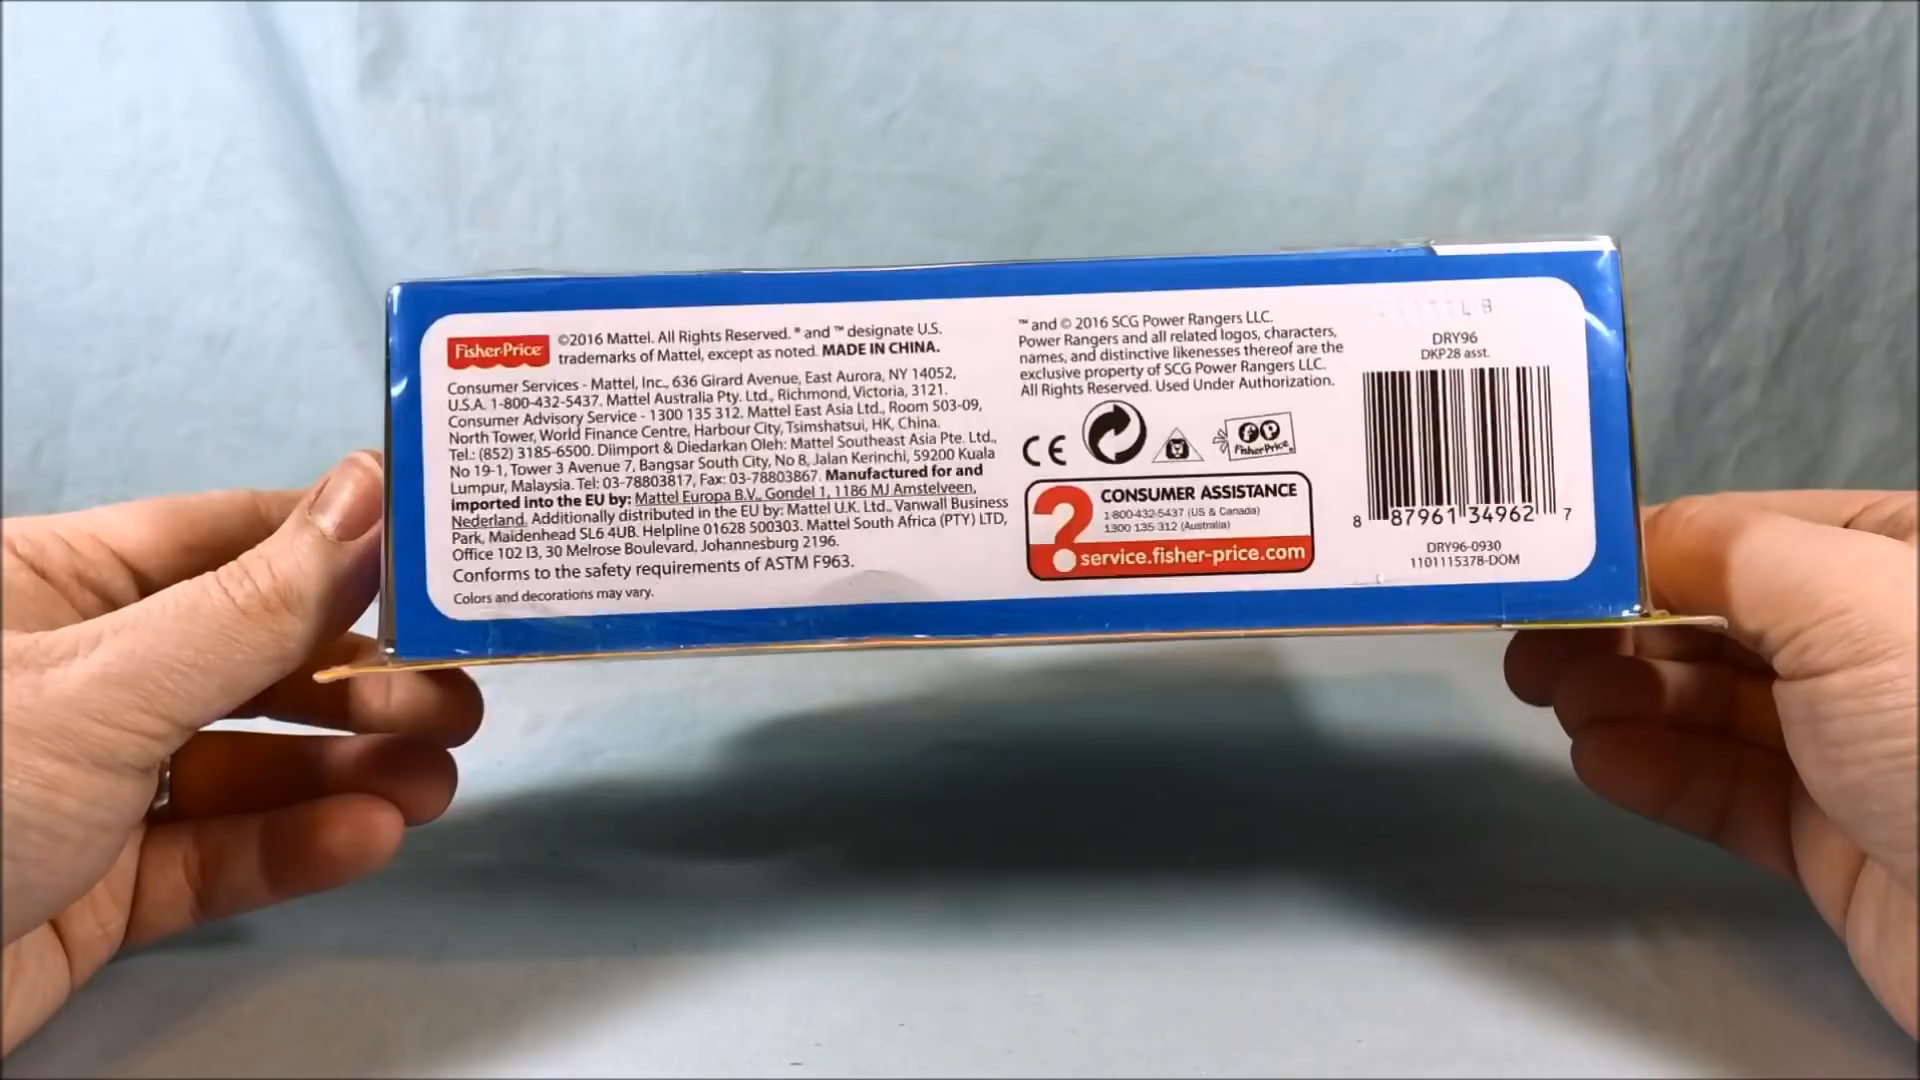 Fisher-Price
©2016 Mattel. All Rights Reserved. ® and ™ designate U.S.
trademarks of Mattel, except as noted. MADE IN CHINA.
Consumer Services - Mattel, Inc., 636 Girard Avenue, East Aurora, NY 14052,
U.S.A. 1-800-432-5437. Mattel Australia Pty. Ltd., Richmond, Victoria, 3121.
Consumer Advisory Service - 1300 135 312. Mattel East Asia Ltd., Room 503-09,
North Tower, World Finance Centre, Harbour City, Tsimshatsui, HK, China.
Tel.: (852) 3185-6500. Diimport & Diedarkan Oleh: Mattel Southeast Asia Pte. Ltd.,
No 19-1, Tower 3 Avenue 7, Bangsar South City, No 8, Jalan Kerinchi, 59200 Kuala
Lumpur, Malaysia. Tel: 03-78803817, Fax: 03-78803867. Manufactured for and
imported into the EU by: Mattel Europa B.V., Gondel 1, 1186 MJ Amstelveen,
Nederland. Additionally distributed in the EU by: Mattel U.K. Ltd., Vanwall Business
Park, Maidenhead SL6 4UB. Helpline 01628 500303. Mattel South Africa (PTY) LTD,
Office 102 I3, 30 Melrose Boulevard, Johannesburg 2196.
Conforms to the safety requirements of ASTM F963.
Colors and decorations may vary.
™ and © 2016 SCG Power Rangers LLC.
Power Rangers and all related logos, characters,
names, and distinctive likenesses thereof are the
exclusive property of SCG Power Rangers LLC.
All Rights Reserved. Used Under Authorization.
CE
FP
Fisher-Price
? CONSUMER ASSISTANCE
1-800-432-5437 (US & Canada)
1300 135 312 (Australia)
service.fisher-price.com
DRY96
DKP28 asst.
8 87961 34962 7
DRY96-0930
1101115378-DOM